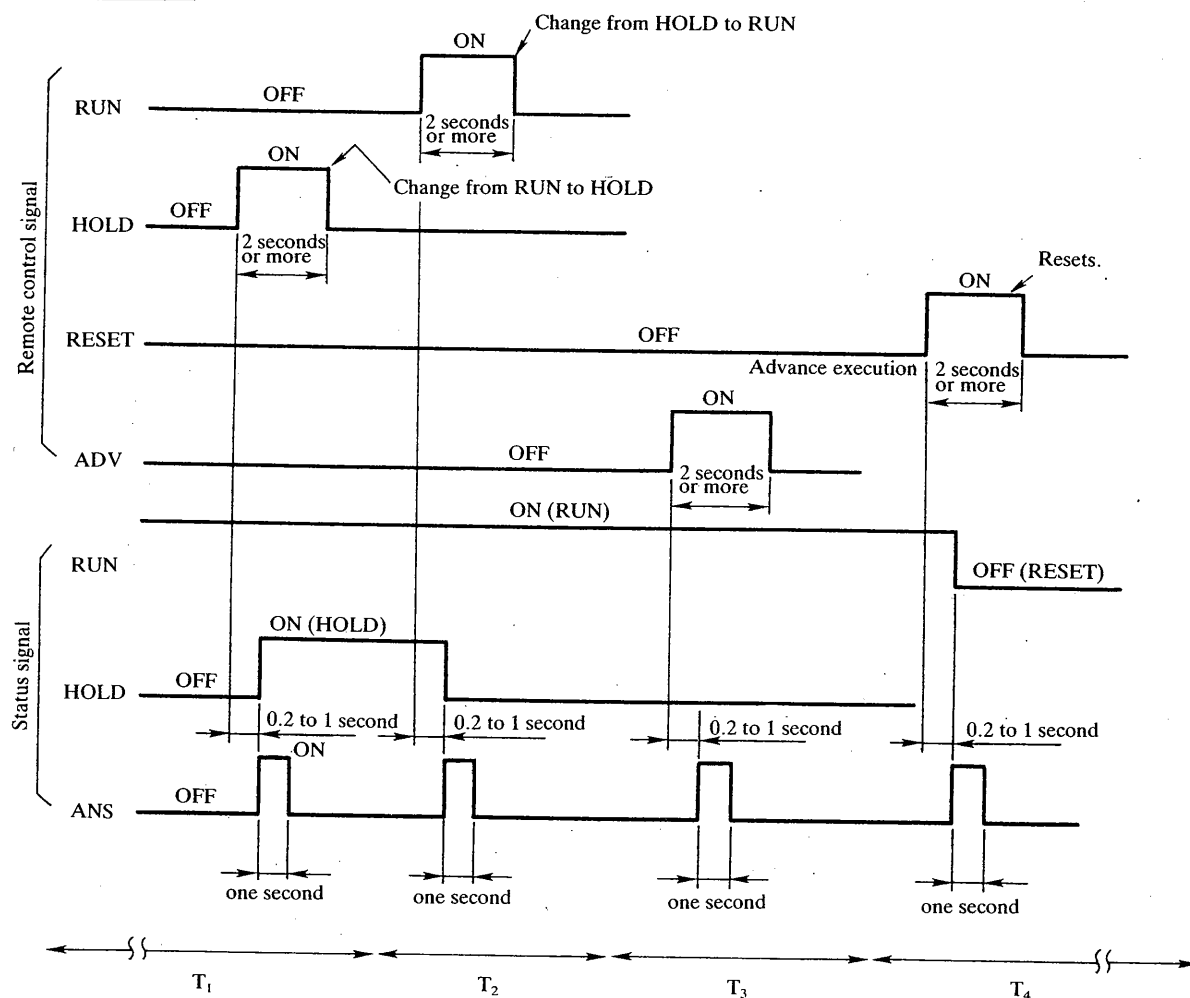 Change from HOLD to RUN
ON
OFF
RUN
2 seconds
or more
ON
Change from RUN to HOLD
OFF
HOLD
2 seconds
or more
Resets.
ON
OFF
RESET
Advance execution
2 seconds
or more
ON
OFF
ADV
2 seconds
or more
Remote control signal
ON (RUN)
RUN
OFF (RESET)
ON (HOLD)
OFF
HOLD
0.2 to 1 second
0.2 to 1 second
0.2 to 1 second
0.2 to 1 second
ON
OFF
ANS
Status signal
one second
one second
one second
one second
T1
T2
T3
T4